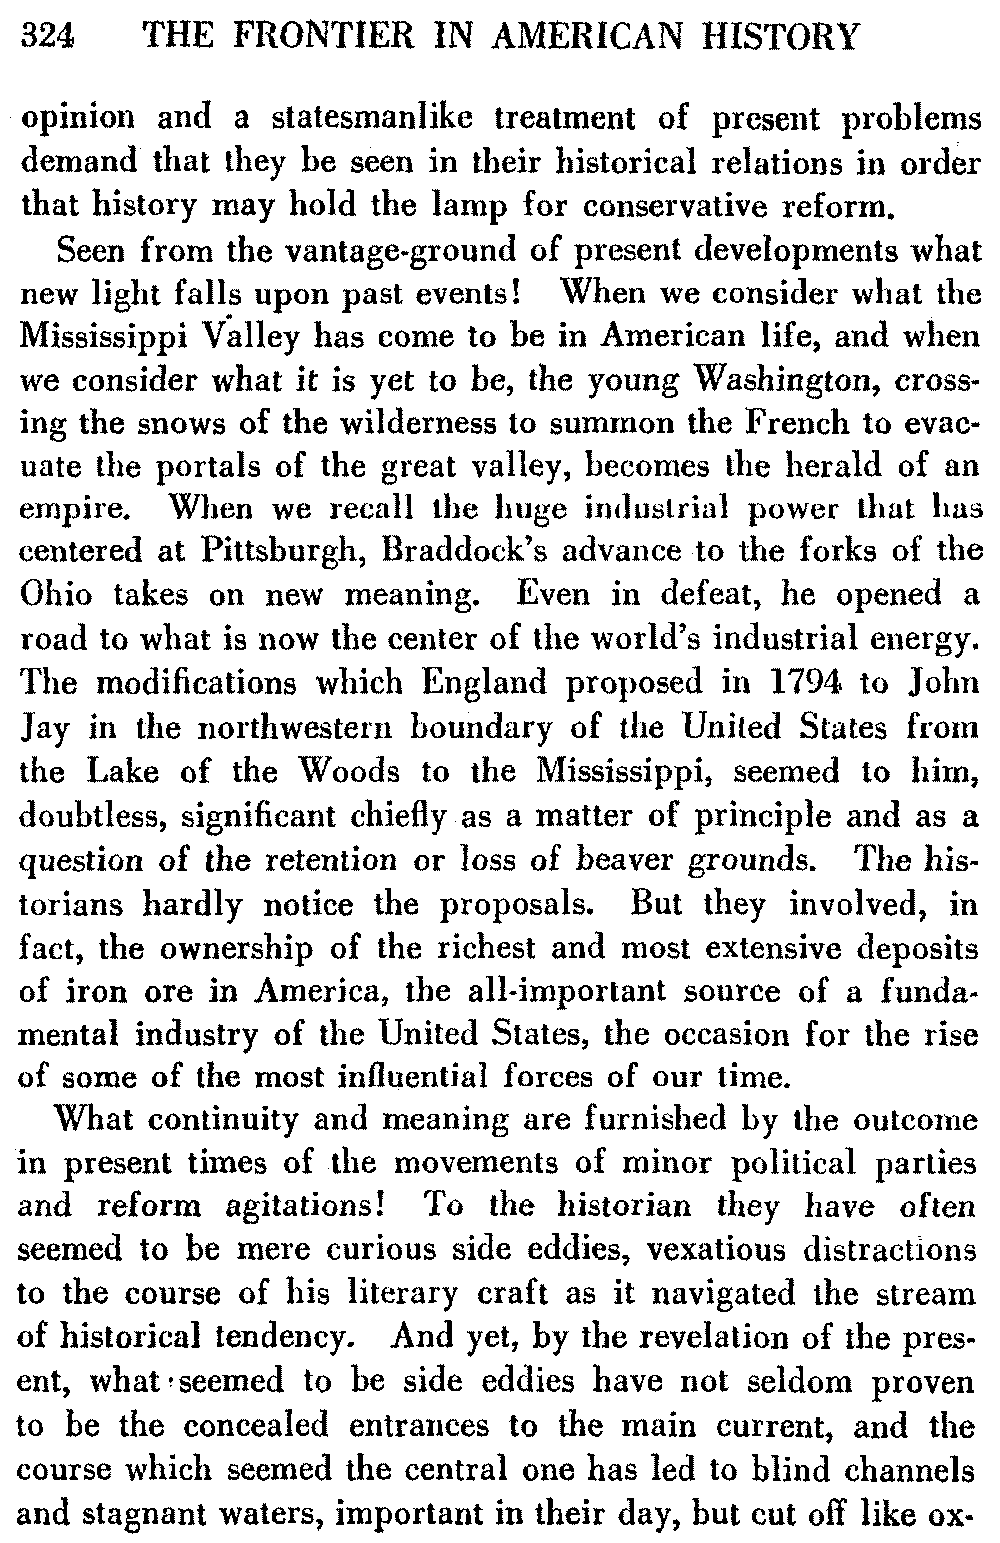 324 THE FRONTIER IN AMERICAN HISTORY
opinion and a statesmanlike treatment of present problems
demand that they be seen in their historical relations in order
that history may hold the lamp for conservative reform.
Seen from the vantage-ground of present developments what
new light falls upon past events! When we consider what the
Mississippi Valley has come to be in American life, and when
we consider what it is yet to be, the young Washington, cross-
ing the snows of the wilderness to summon the French to evac-
uate the portals of the great valley, becomes the herald of an
empire. When we recall the huge industrial power that has
centered at Pittsburgh, Braddock's advance to the forks of the
Ohio takes on new meaning. Even in defeat, he opened a
road to what is now the center of the world's industrial energy.
The modifications which England proposed in 1794 to John
Jay in the northwestern boundary of the United States from
the Lake of the Woods to the Mississippi, seemed to him,
doubtless, significant chiefly as a matter of principle and as a
question of the retention or loss of beaver grounds. The his-
torians hardly notice the proposals. But they involved, in
fact, the ownership of the richest and most extensive deposits
of iron ore in America, the all-important source of a funda-
mental industry of the United States, the occasion for the rise
of some of the most influential forces of our time.
What continuity and meaning are furnished by the outcome
in present times of the movements of minor political parties
and reform agitations! To the historian they have often
seemed to be mere curious side eddies, vexatious distractions
to the course of his literary craft as it navigated the stream
of historical tendency. And yet, by the revelation of the pres-
ent, what seemed to be side eddies have not seldom proven
to be the concealed entrances to the main current, and the
course which seemed the central one has led to blind channels
and stagnant waters, important in their day, but cut off like ox-